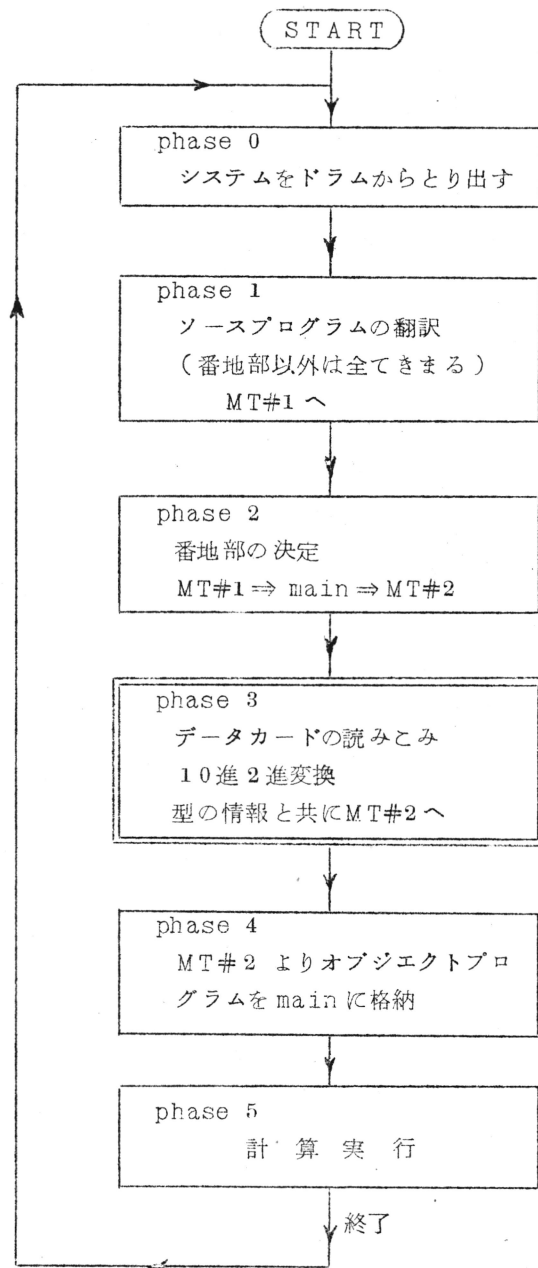 START
phase 0
システムをドラムからとり出す
phase 1
ソースプログラムの翻訳
(番地部以外は全てきまる)
MT#1へ
phase 2
番地部の決定
MT#1⇒main⇒MT#2
phase 3
データカードの読みこみ
10進2進変換
型の情報と共にMT#2へ
phase 4
MT#2よりオブジエクトプロ
グラムをmainに格納
phase 5
計算実行
終了